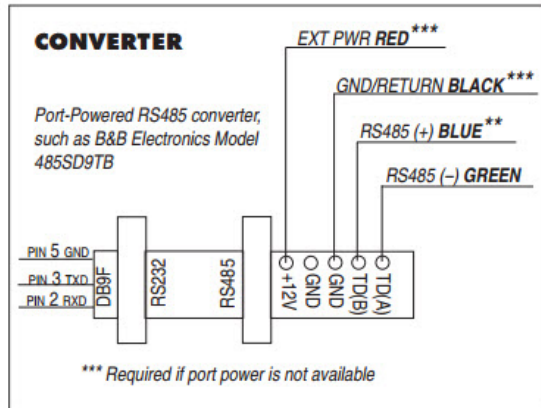 CONVERTER
EXT PWR RED***
GND/RETURN BLACK***
Port-Powered RS485 converter,
such as B&B Electronics Model
485SD9TB
RS485 (+) BLUE**
RS485 (–) GREEN
PIN 5 GND
PIN 3 TXD
PIN 2 RXD
DB9F
RS232
RS485
+12V
GND
GND
TD(B)
TD(A)
*** Required if port power is not available